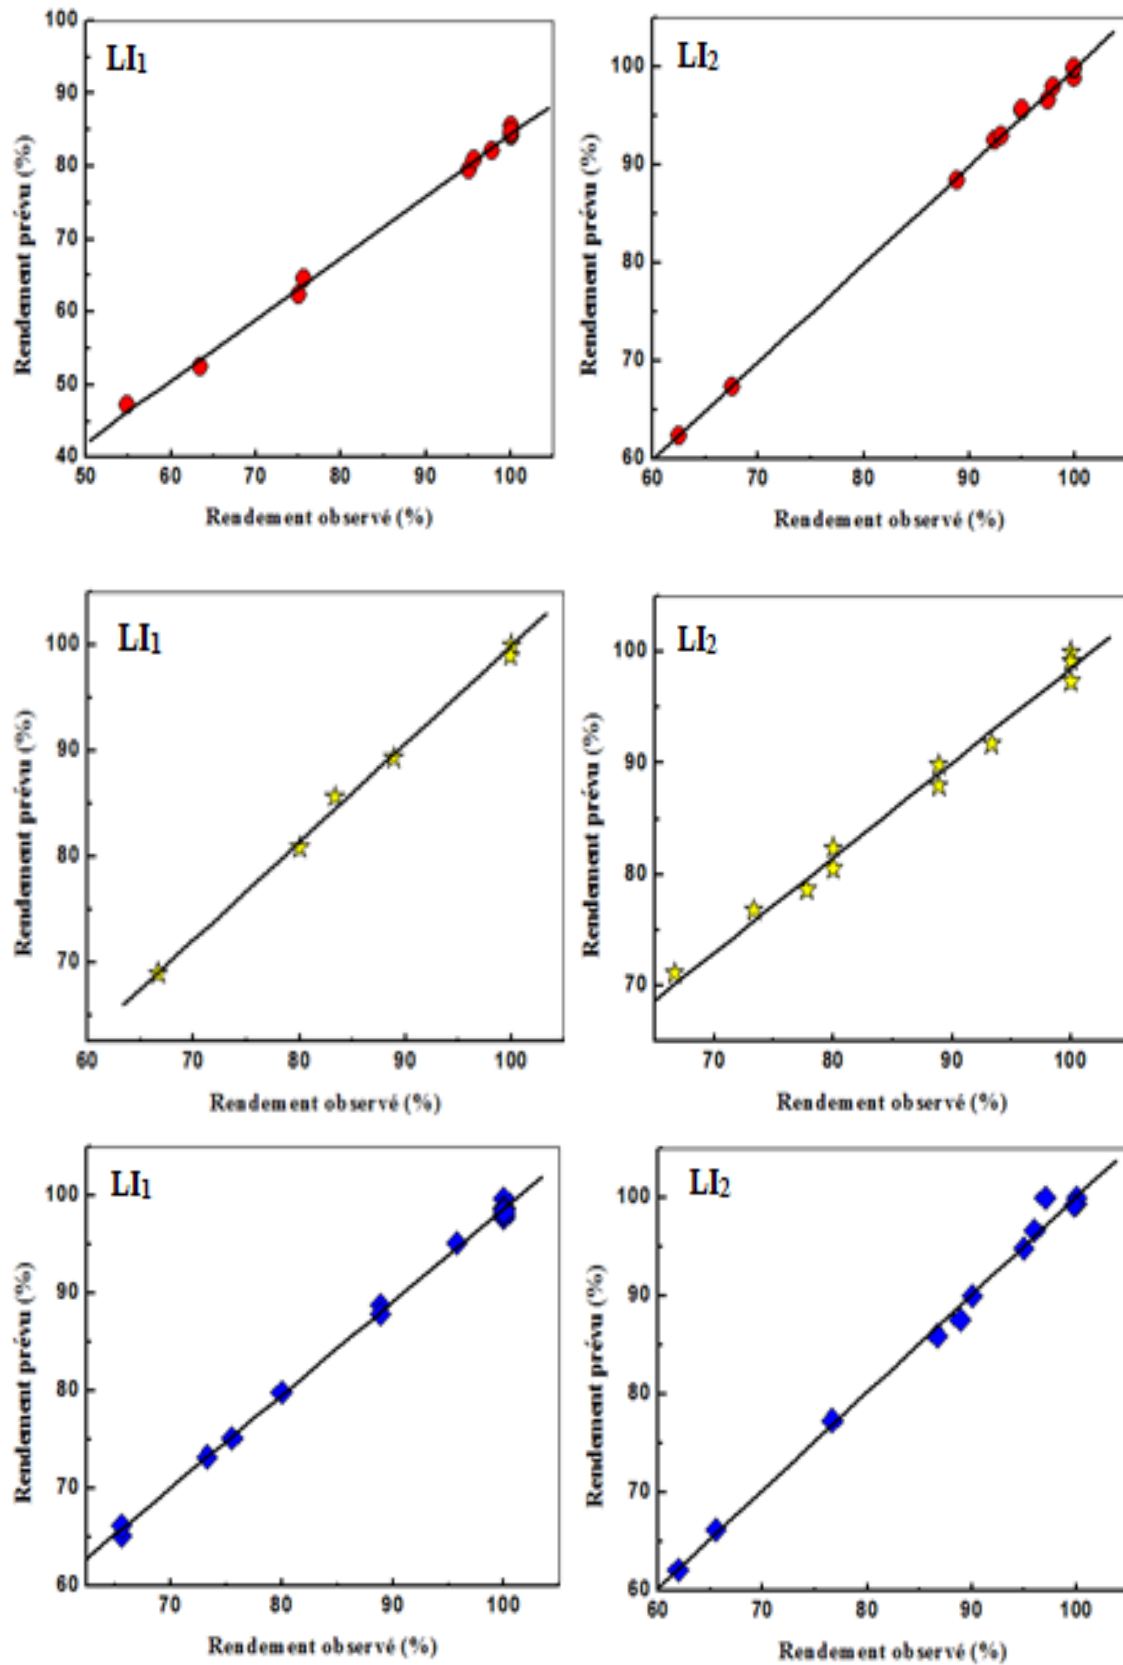 LI1
100
90
80
70
60
50
40
50 60 70 80 90 100
Rendement prévu (%)
Rendement observé (%)
LI2
100
90
80
70
60
60 70 80 90 100
Rendement prévu (%)
Rendement observé (%)
LI1
100
90
80
70
60 70 80 90 100
Rendement prévu (%)
Rendement observé (%)
LI2
100
90
80
70
70 80 90 100
Rendement prévu (%)
Rendement observé (%)
LI1
100
90
80
70
60
70 80 90 100
Rendement prévu (%)
Rendement observé (%)
LI2
100
90
80
70
60
60 70 80 90 100
Rendement prévu (%)
Rendement observé (%)